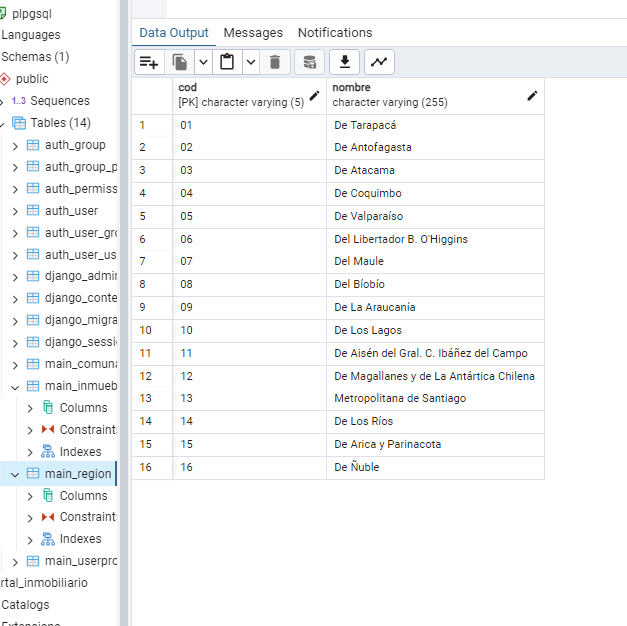 plpgsql
Languages
Schemas (1)
public
1..3 Sequences
Tables (14)
auth_group
auth_group_p
auth_permiss
auth_user
auth_user_gro
auth_user_us
django_admin
django_conte
django_migra
django_sessi
main_comuna
main_inmueb
Columns
Constraint
Indexes
main_region
Columns
Constraint
Indexes
main_userpro
rtal_inmobiliario
Catalogs
Extensions
Data Output Messages Notifications
cod nombre
[PK] character varying (5) character varying (255)
1 01 De Tarapacá
2 02 De Antofagasta
3 03 De Atacama
4 04 De Coquimbo
5 05 De Valparaíso
6 06 Del Libertador B. O'Higgins
7 07 Del Maule
8 08 Del Bíobío
9 09 De La Araucanía
10 10 De Los Lagos
11 11 De Aisén del Gral. C. Ibáñez del Campo
12 12 De Magallanes y de La Antártica Chilena
13 13 Metropolitana de Santiago
14 14 De Los Ríos
15 15 De Arica y Parinacota
16 16 De Ñuble